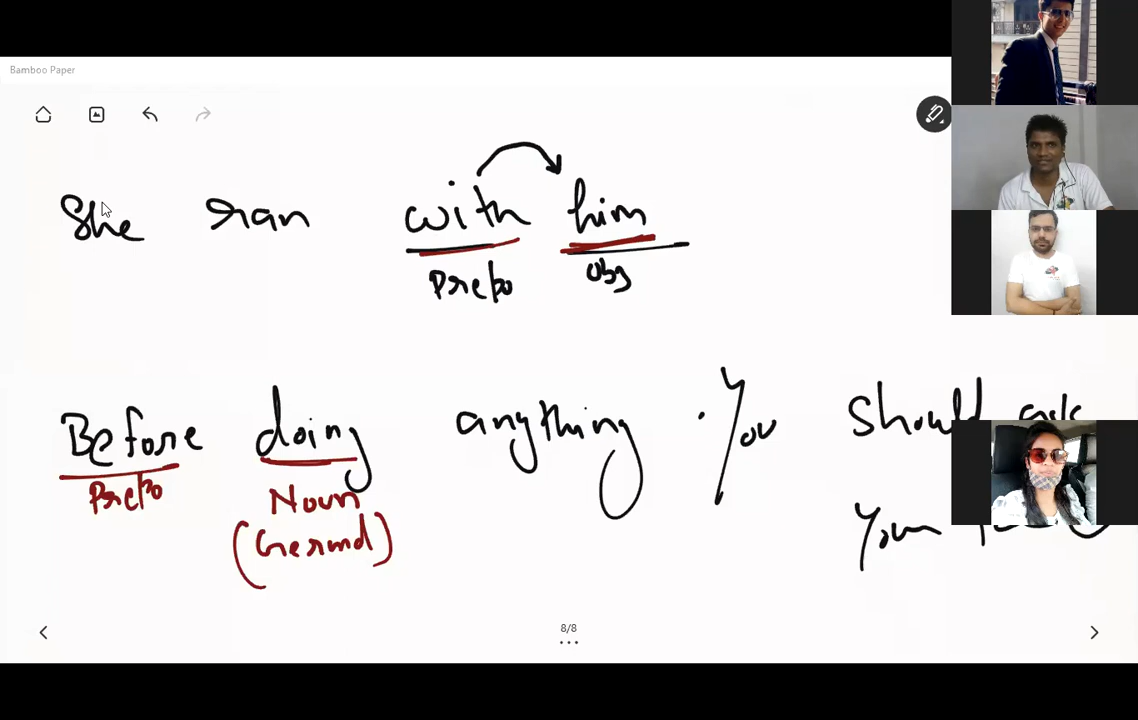 Bamboo Paper
She ran with him
Prepo Obj
Before doing anything . You should ask
Prepo Noun Your
(Gerund)
8/8